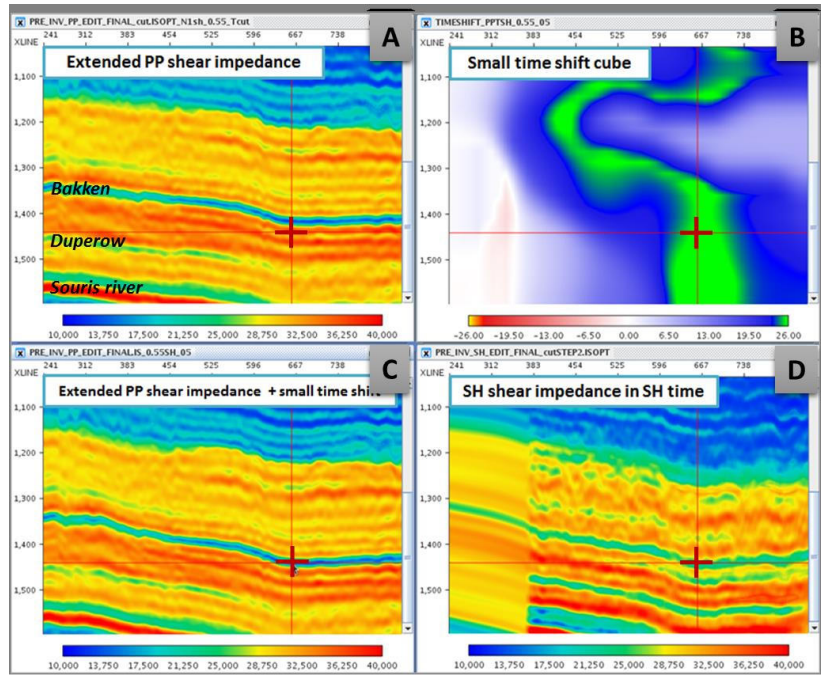 PRE_INV_PP_EDIT_FINAL_cut.ISOPT_N1sh_0.55_Tcut
A
XLINE 241 312 383 454 525 596 667 738
Extended PP shear impedance
1,100
1,200
1,300
Bakken
1,400
Duperow
1,500
Souris river
10,000 13,750 17,500 21,250 25,000 28,750 32,500 36,250 40,000
TIMESHIFT_PPTSH_0.55_05
B
XLINE 241 312 383 454 525 596 667 738
Small time shift cube
1,100
1,200
1,300
1,400
1,500
-26.00 -19.50 -13.00 -6.50 0.00 6.50 13.00 19.50 26.00
PRE_INV_PP_EDIT_FINAL.IS_0.55SH_05
C
XLINE 241 312 383 454 525 596 667 738
Extended PP shear impedance + small time shift
1,100
1,200
1,300
1,400
1,500
10,000 13,750 17,500 21,250 25,000 28,750 32,500 36,250 40,000
PRE_INV_SH_EDIT_FINAL_cutSTEP2.ISOPT
D
XLINE 241 312 383 454 525 596 667 738
SH shear impedance in SH time
1,100
1,200
1,300
1,400
1,500
10,000 13,750 17,500 21,250 25,000 28,750 32,500 36,250 40,000